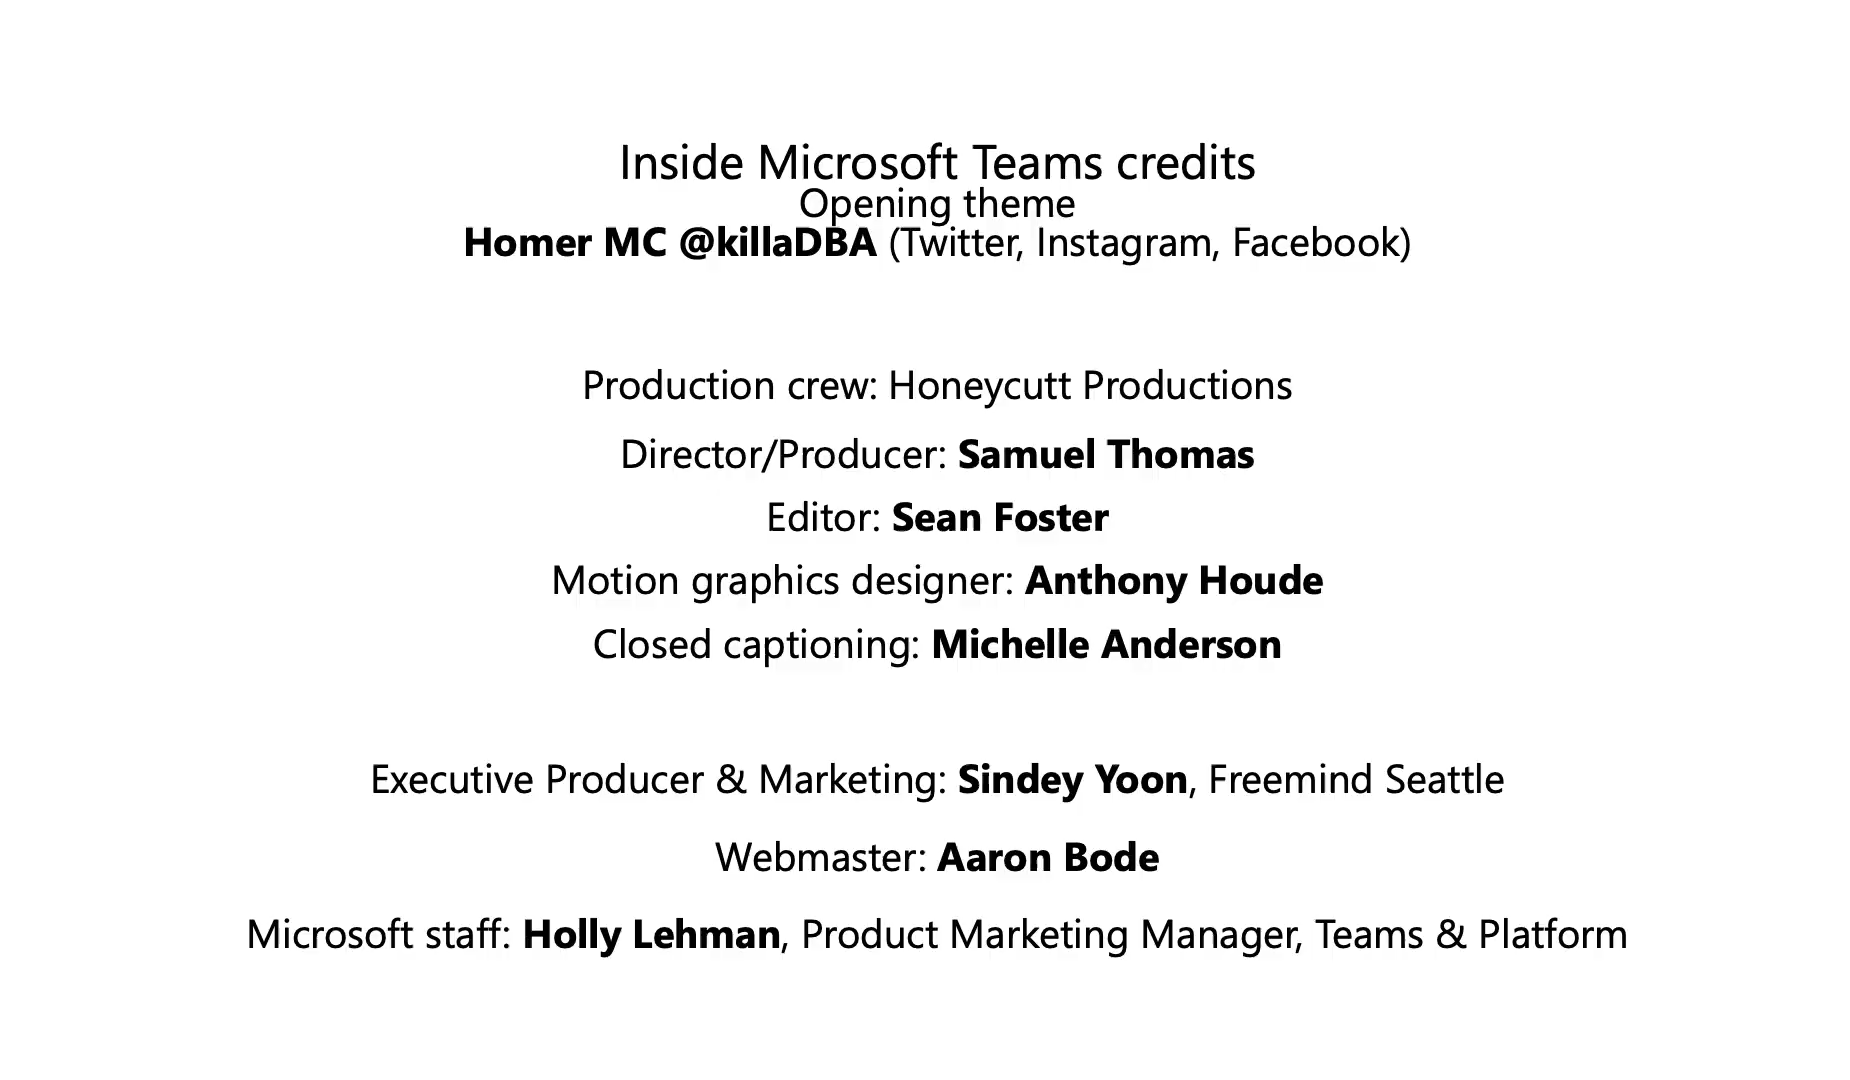 Inside Microsoft Teams credits
Opening theme
Homer MC @killaDBA (Twitter, Instagram, Facebook)
Production crew: Honeycutt Productions
Director/Producer: Samuel Thomas
Editor: Sean Foster
Motion graphics designer: Anthony Houde
Closed captioning: Michelle Anderson
Executive Producer & Marketing: Sindey Yoon, Freemind Seattle
Webmaster: Aaron Bode
Microsoft staff: Holly Lehman, Product Marketing Manager, Teams & Platform